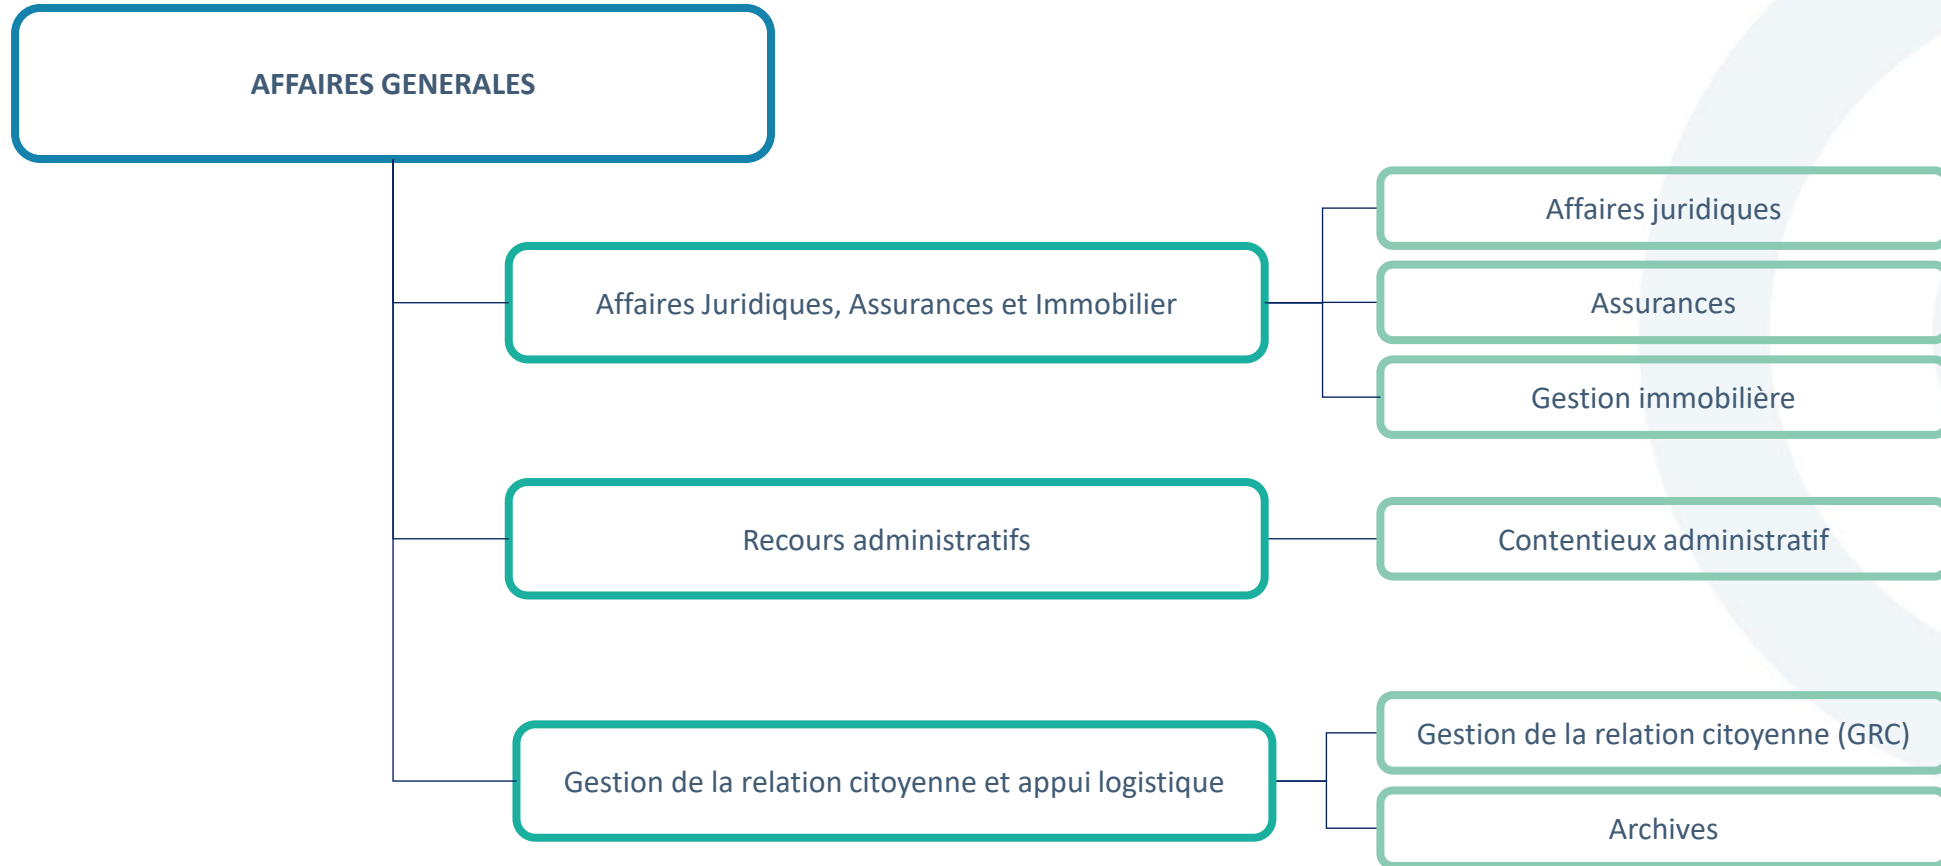 AFFAIRES GENERALES
Affaires Juridiques, Assurances et Immobilier
Affaires juridiques
Assurances
Gestion immobilière
Recours administratifs
Contentieux administratif
Gestion de la relation citoyenne et appui logistique
Gestion de la relation citoyenne (GRC)
Archives